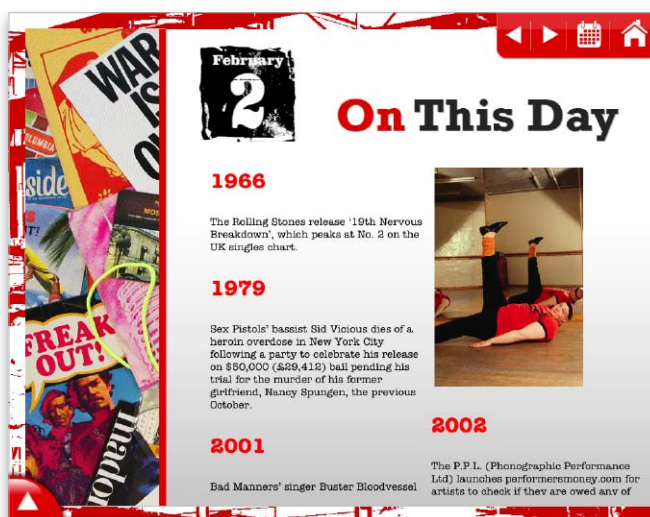 February
2
On This Day
1966
The Rolling Stones release '19th Nervous
Breakdown', which peaks at No. 2 on the
UK singles chart.
1979
Sex Pistols' bassist Sid Vicious dies of a
heroin overdose in New York City
following a party to celebrate his release
on $50,000 (£29,412) bail pending his
trial for the murder of his former
girlfriend, Nancy Spungen, the previous
October.
2001
Bad Manners' singer Buster Bloodvessel
2002
The P.P.L. (Phonographic Performance
Ltd) launches performersmoney.com for
artists to check if they are owed any of
WAR
IS
COLUMBIA
side
FREAK
OUT!